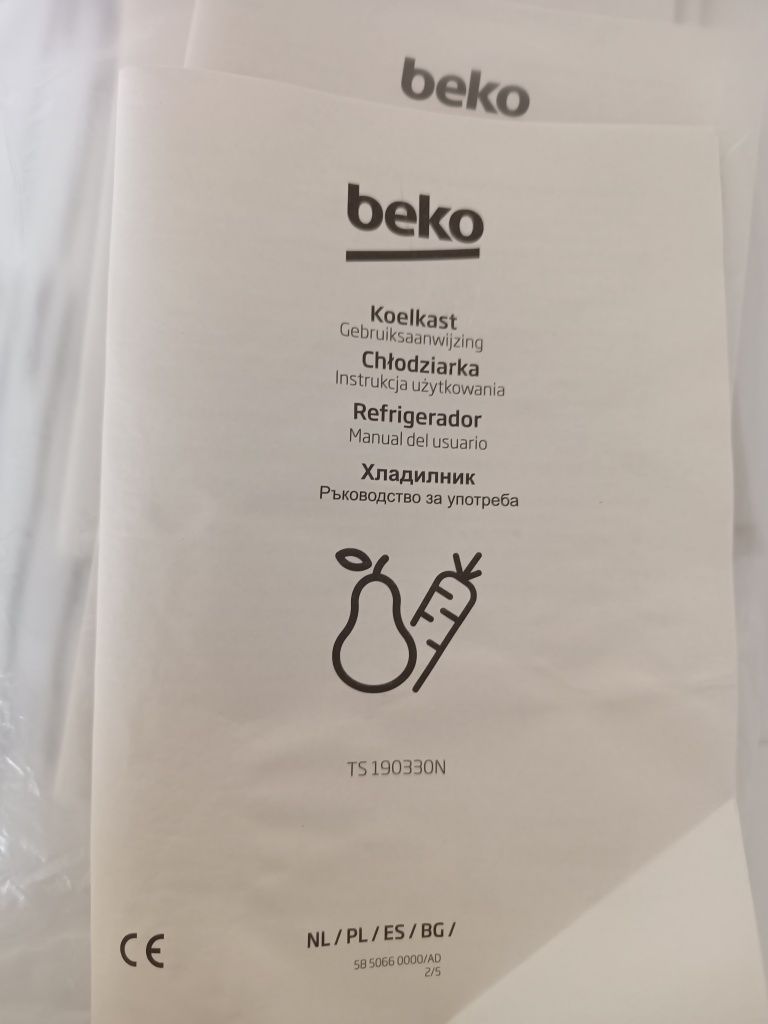 beko
beko
Koelkast
Gebruiksaanwijzing
Chłodziarka
Instrukcja użytkowania
Refrigerador
Manual del usuario
Хладилник
Ръководство за употреба
TS 190330N
CE
NL / PL / ES / BG /
58 5066 0000/AD
2/5